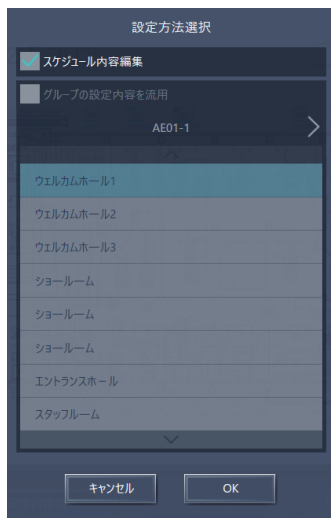 設定方法選択
スケジュール内容編集
グループの設定内容を流用
AE01-1
ウェルカムホール1
ウェルカムホール2
ウェルカムホール3
ショールーム
ショールーム
ショールーム
エントランスホール
スタッフルーム
キャンセル
OK